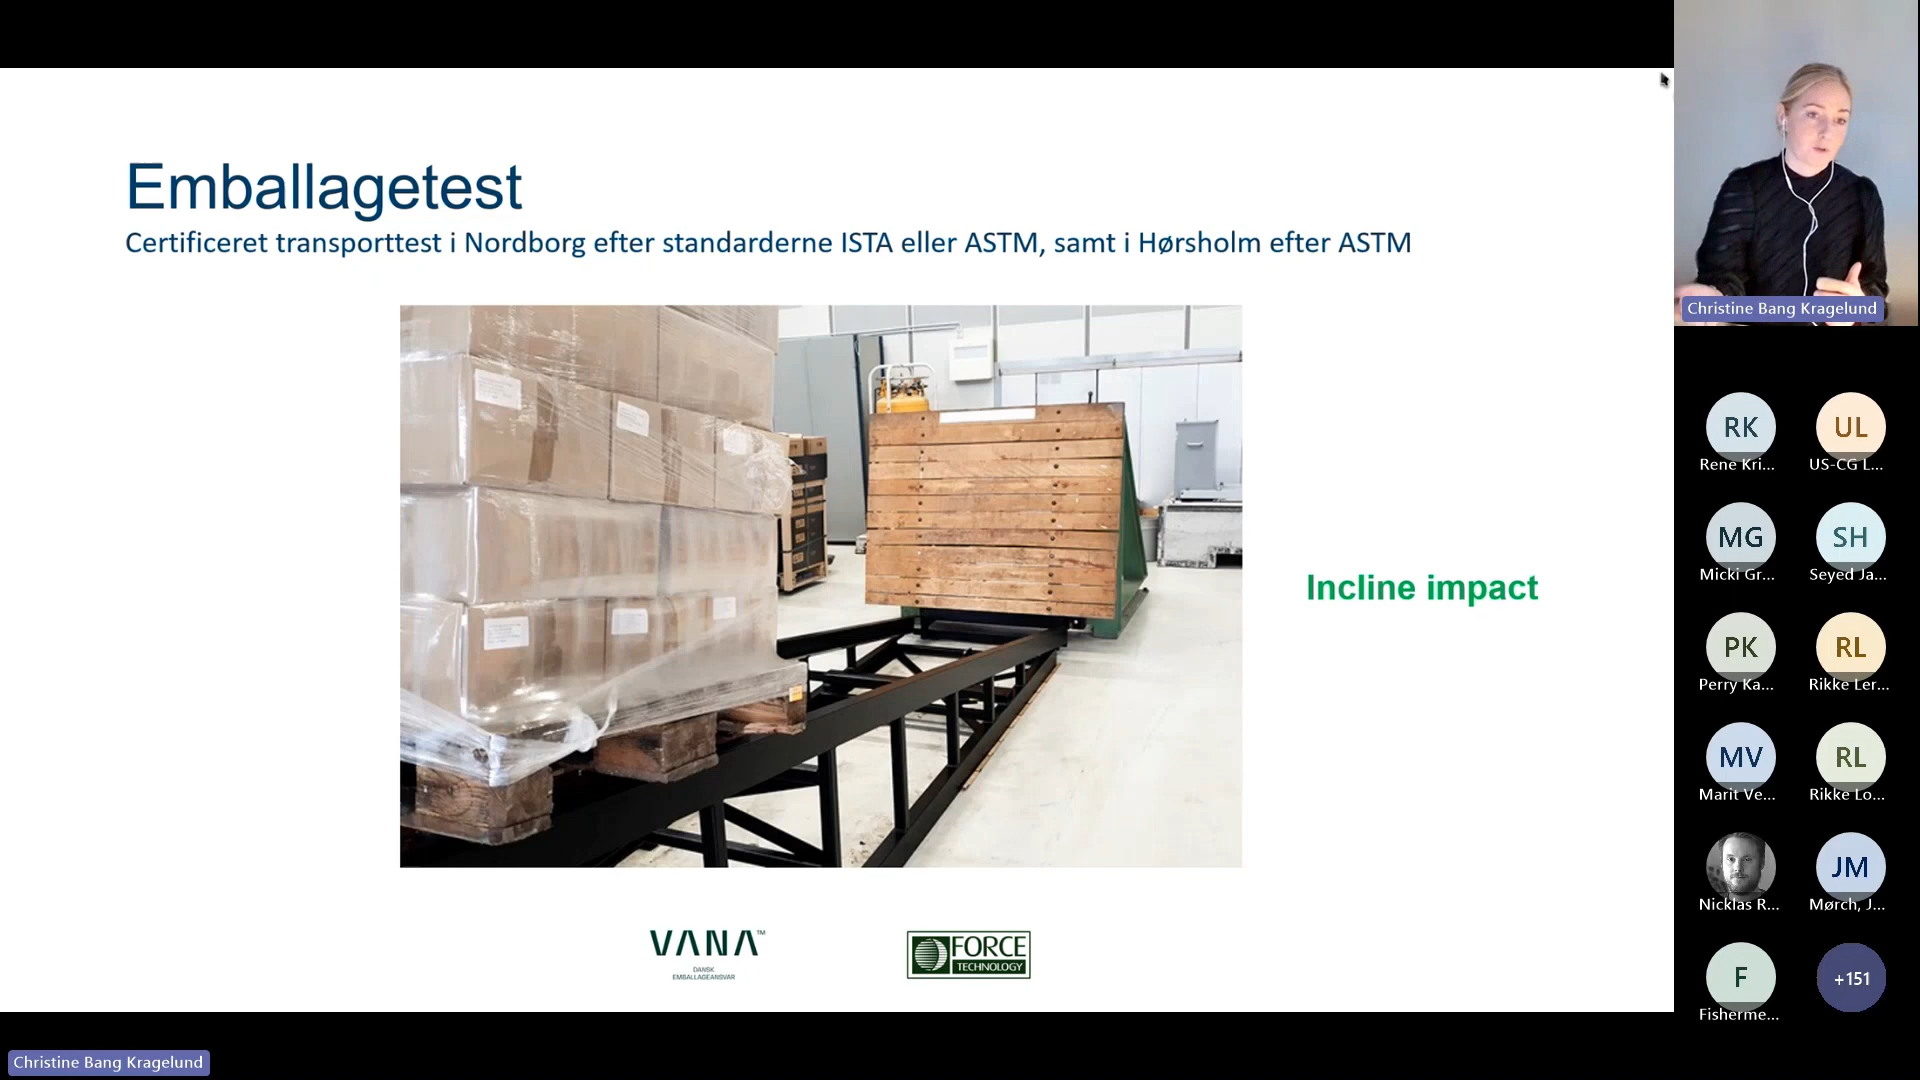 Emballagetest
Certificeret transporttest i Nordborg efter standarderne ISTA eller ASTM, samt i Hørsholm efter ASTM
Incline impact
VANA™
DANSK
EMBALLAGEANSVAR
FORCE
TECHNOLOGY
Christine Bang Kragelund
RK
Rene Kri...
UL
US-CG L...
MG
Micki Gr...
SH
Seyed Ja...
PK
Perry Ka...
RL
Rikke Ler...
MV
Marit Ve...
RL
Rikke Lo...
Nicklas R...
JM
Mørch, J...
F
Fisherme...
+151
Christine Bang Kragelund